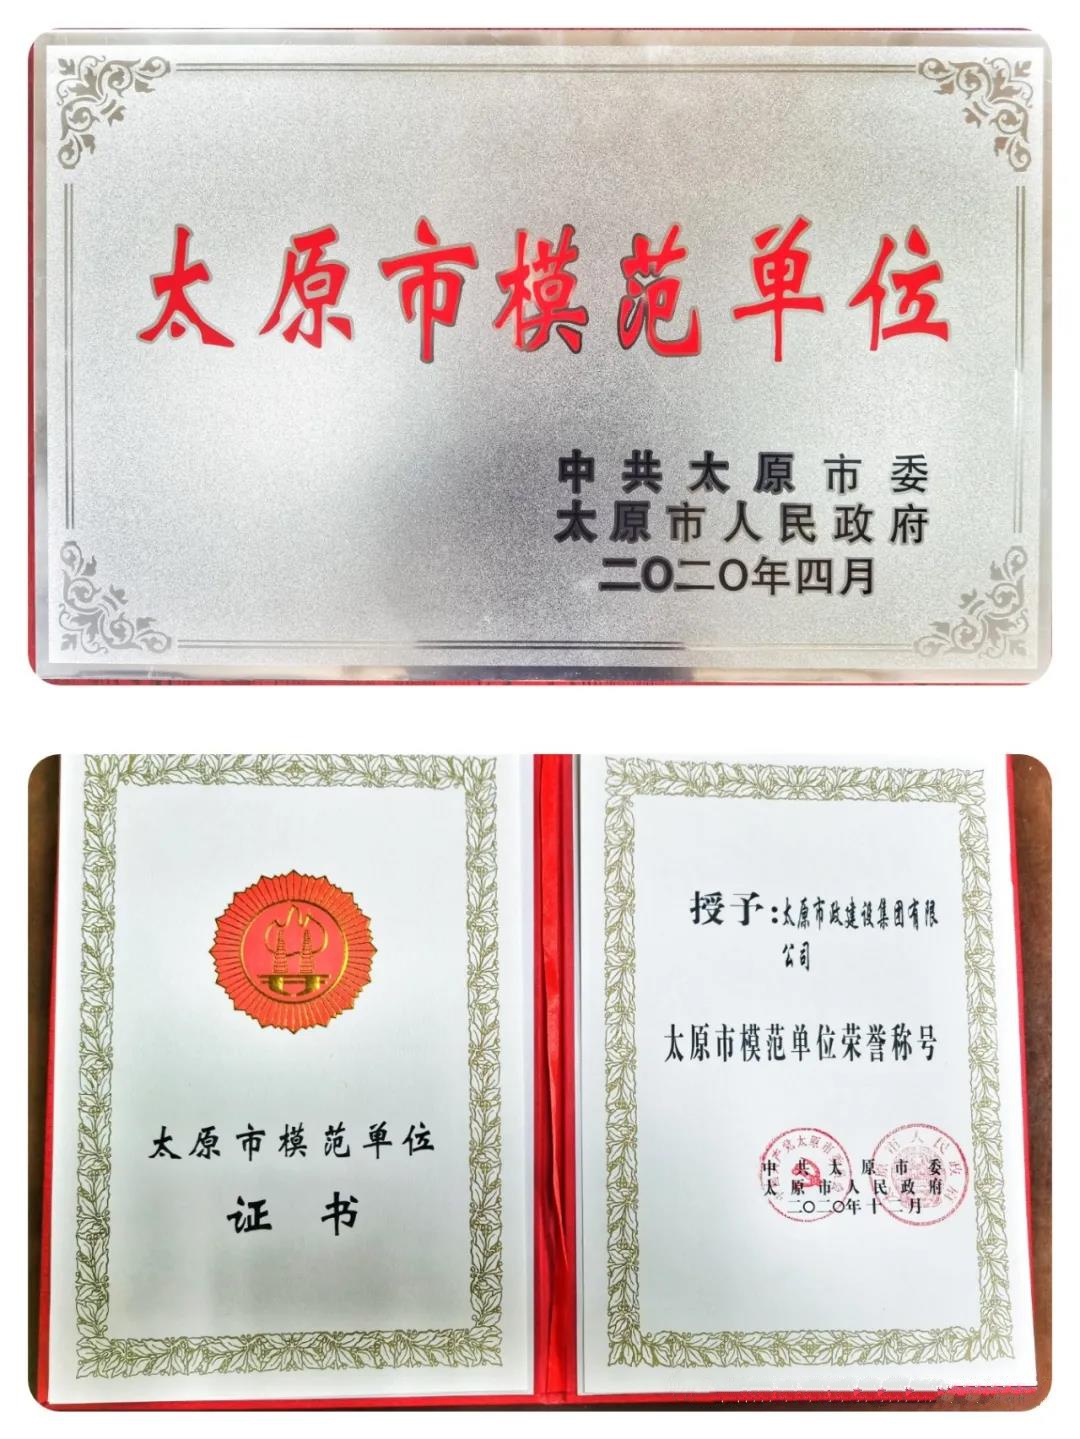 太原市模范单位
中共太原市委
太原市人民政府
二〇二〇年四月
太原市模范单位
证书
授予:太原市政建设集团有限
公司
太原市模范单位荣誉称号
中共太原市委
太原市人民政府
二〇二〇年十二月